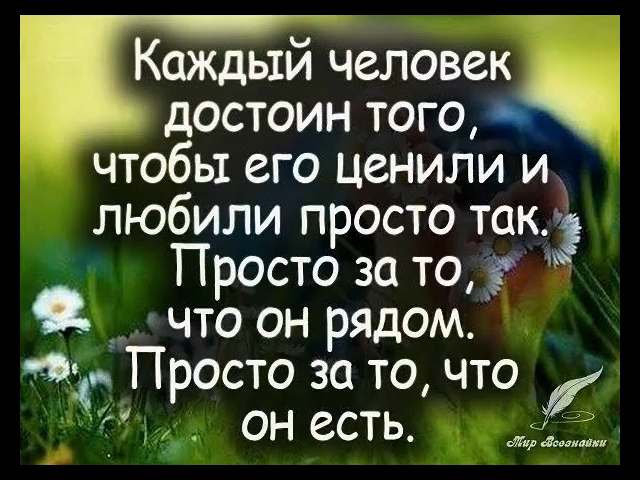 Каждый человек
достоин того,
чтобы его ценили и
любили просто так.
Просто за то,
что он рядом.
Просто за то, что
он есть.
Мир Всезнайки